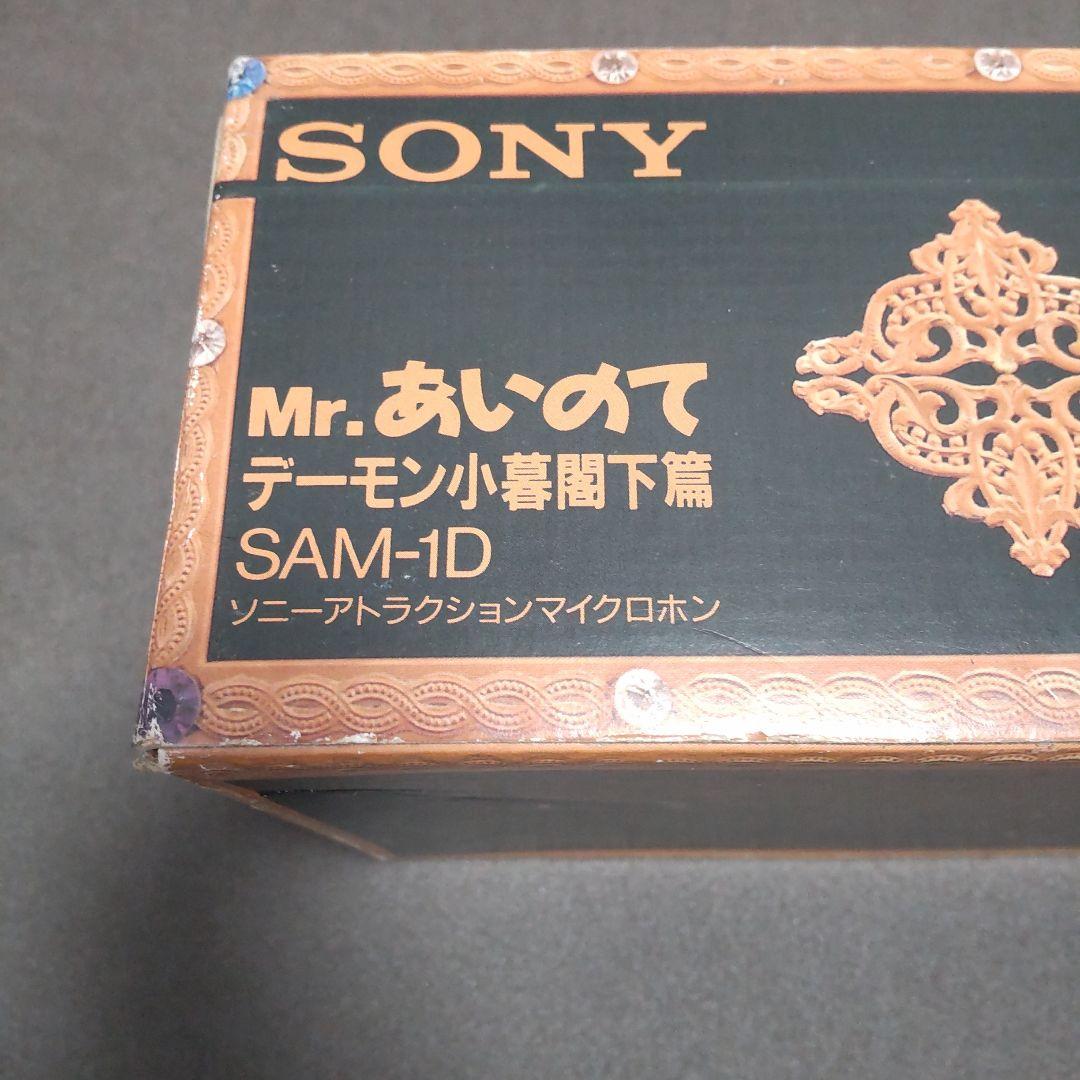 SONY
Mr.あいのて
デーモン小暮閣下篇
SAM-1D
ソニーアトラクションマイクロホン